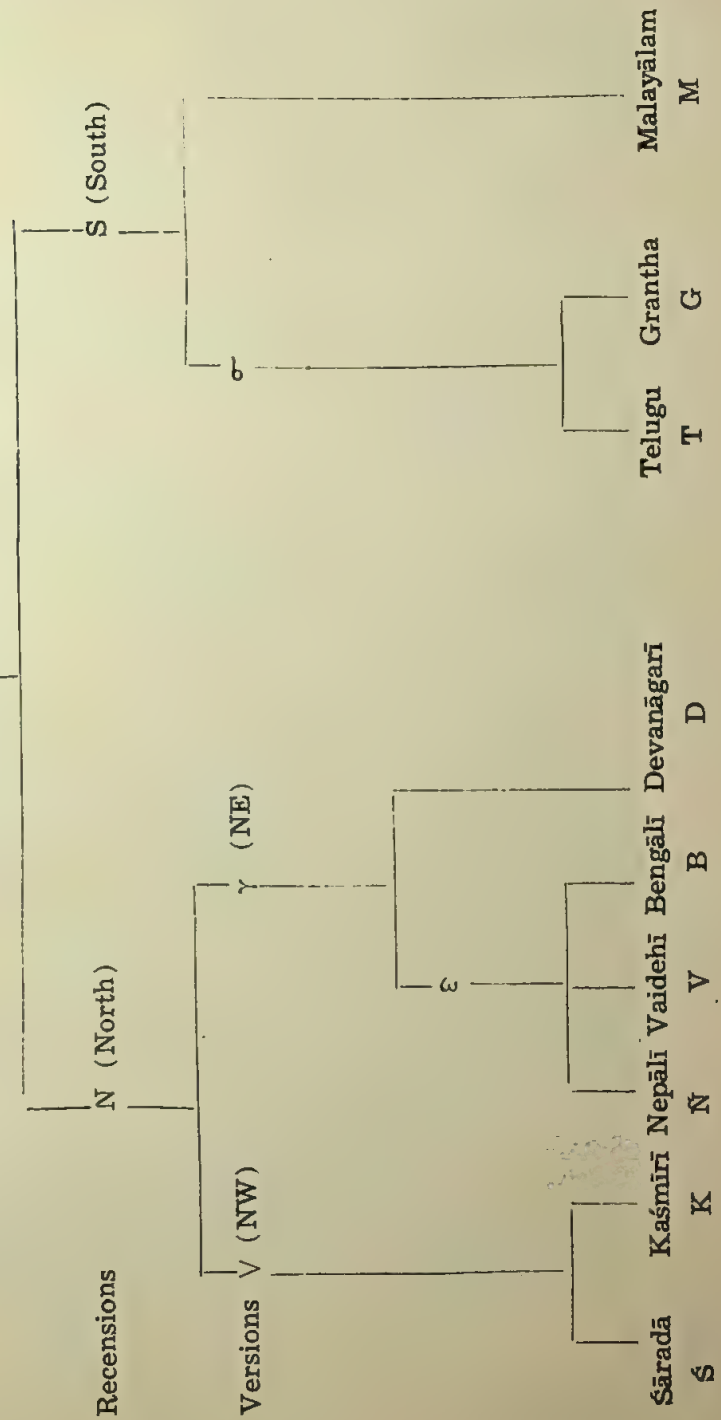 N (North) S (South)
Recensions
Versions V (NW) γ (NE) σ
ω
Śāradā Kaśmīrī Nepālī Vaidehī Bengālī Devanāgarī Telugu Grantha Malayālam
Ś K Ñ V B D T G M